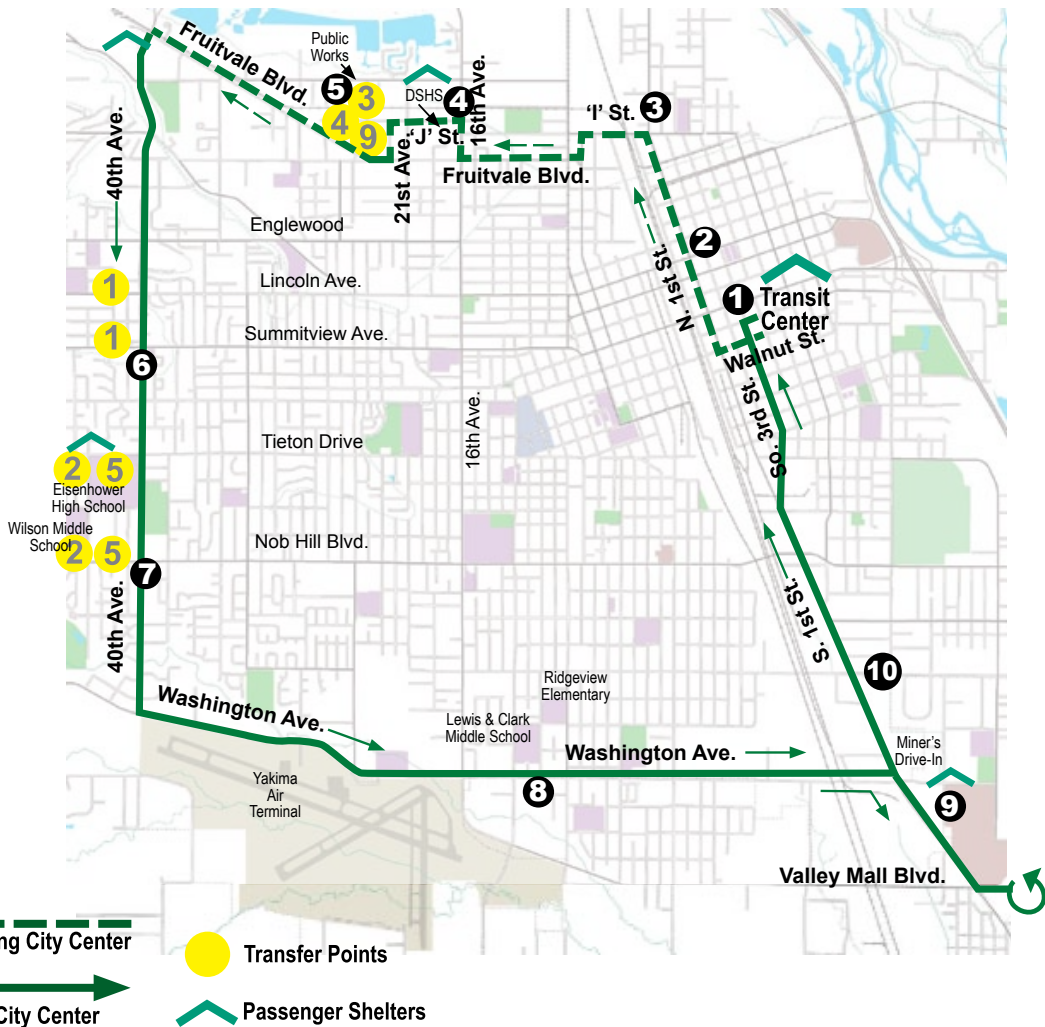 Fruitvale Blvd.
Public
Works
5
3
4
9
DSHS
4
16th Ave.
'J' St.
21st Ave.
Fruitvale Blvd.
'I' St.
3
40th Ave.
Englewood
Lincoln Ave.
Summitview Ave.
1
1
6
N. 1st St.
2
1
Transit
Center
Walnut St.
So. 3rd St.
Tieton Drive
16th Ave.
2
5
Eisenhower
High School
Wilson Middle
School
2
5
Nob Hill Blvd.
7
40th Ave.
S. 1st St.
10
Washington Ave.
Ridgeview
Elementary
Lewis & Clark
Middle School
Washington Ave.
Miner's
Drive-In
Yakima
Air
Terminal
8
9
Valley Mall Blvd.
ng City Center
Transfer Points
City Center
Passenger Shelters